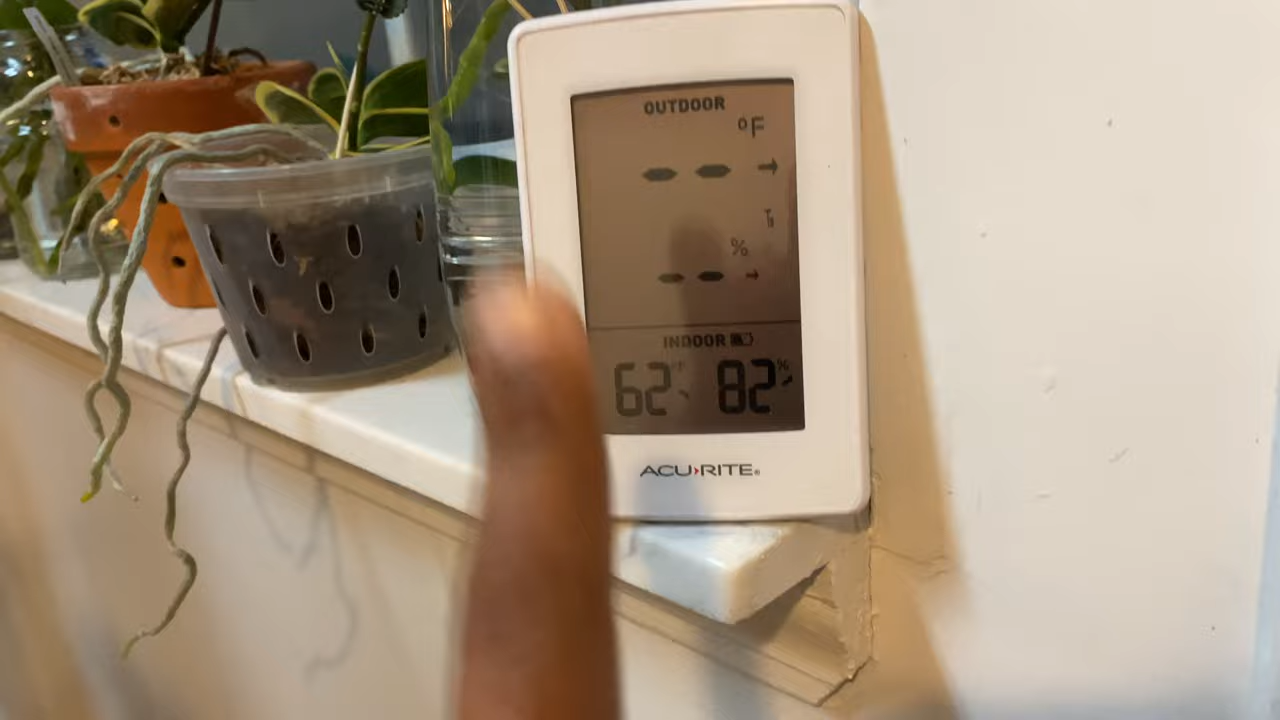 OUTDOOR
°F
-- →
%
-- →
INDOOR
62 °F 82 %
ACU›RITE®